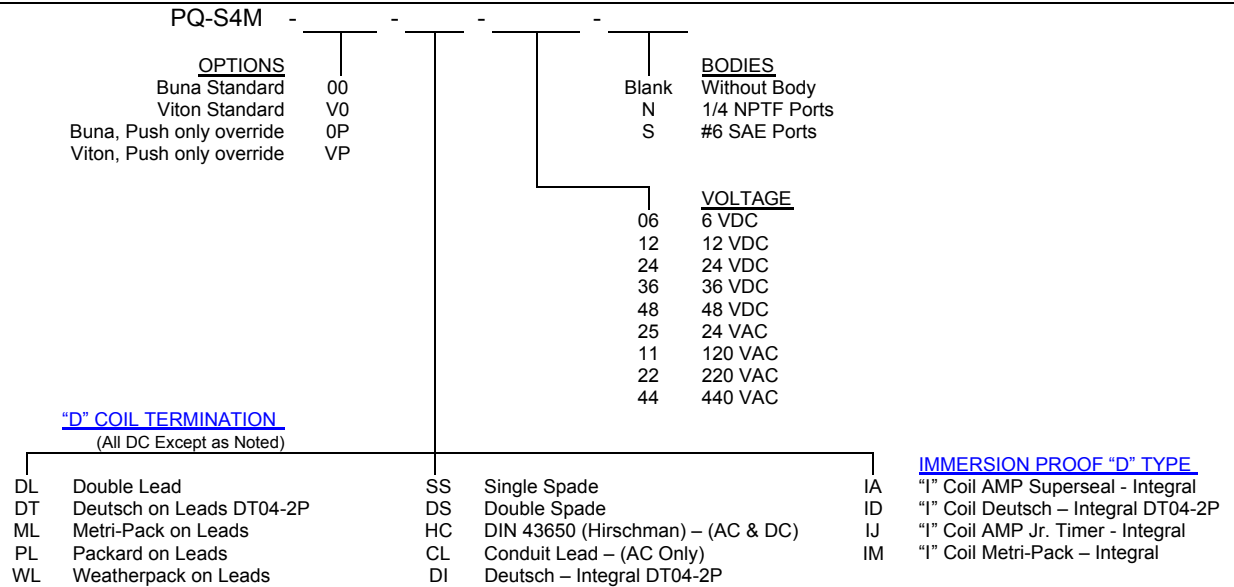 PQ-S4M - - - -
OPTIONS
Buna Standard 00
Viton Standard V0
Buna, Push only override 0P
Viton, Push only override VP
BODIES
Blank Without Body
N 1/4 NPTF Ports
S #6 SAE Ports
VOLTAGE
06 6 VDC
12 12 VDC
24 24 VDC
36 36 VDC
48 48 VDC
25 24 VAC
11 120 VAC
22 220 VAC
44 440 VAC
"D" COIL TERMINATION
(All DC Except as Noted)
DL Double Lead
DT Deutsch on Leads DT04-2P
ML Metri-Pack on Leads
PL Packard on Leads
WL Weatherpack on Leads
SS Single Spade
DS Double Spade
HC DIN 43650 (Hirschman) – (AC & DC)
CL Conduit Lead – (AC Only)
DI Deutsch – Integral DT04-2P
IMMERSION PROOF "D" TYPE
IA "I" Coil AMP Superseal - Integral
ID "I" Coil Deutsch – Integral DT04-2P
IJ "I" Coil AMP Jr. Timer - Integral
IM "I" Coil Metri-Pack – Integral